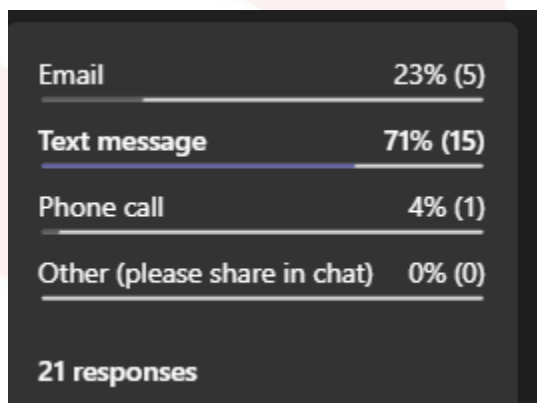 Email 23% (5)
Text message 71% (15)
Phone call 4% (1)
Other (please share in chat) 0% (0)
21 responses